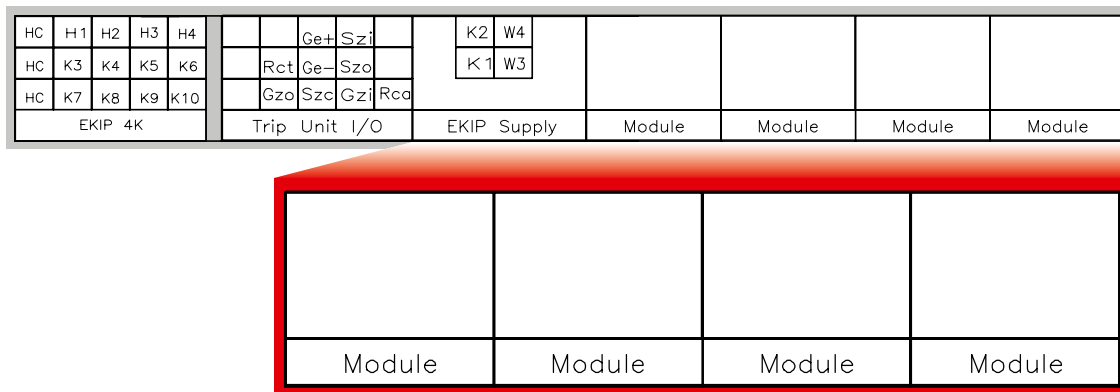 HC H1 H2 H3 H4 Ge+ Szi K2 W4
HC K3 K4 K5 K6 Rct Ge- Szo K1 W3
HC K7 K8 K9 K10 Gzo Szc Gzi Rca
EKIP 4K Trip Unit I/O EKIP Supply Module Module Module Module
Module Module Module Module